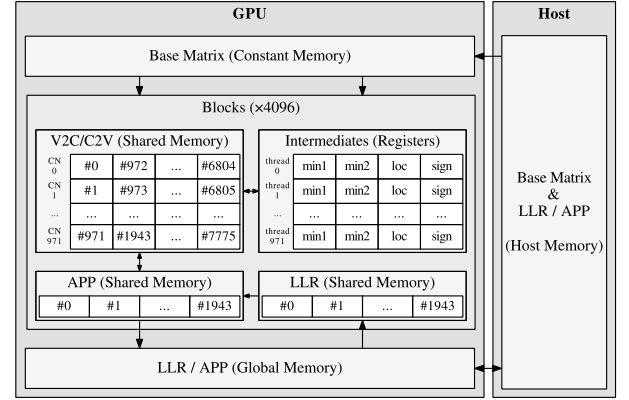 GPU
Host
Base Matrix (Constant Memory)
Blocks (×4096)
V2C/C2V (Shared Memory)
CN 0 #0 #972 ... #6804
CN 1 #1 #973 ... #6805
... ... ... ... ...
CN 971 #971 #1943 ... #7775
Intermediates (Registers)
thread 0 min1 min2 loc sign
thread 1 min1 min2 loc sign
... ... ... ... ...
thread 971 min1 min2 loc sign
APP (Shared Memory)
#0 #1 ... #1943
LLR (Shared Memory)
#0 #1 ... #1943
LLR / APP (Global Memory)
Base Matrix
&
LLR / APP
(Host Memory)